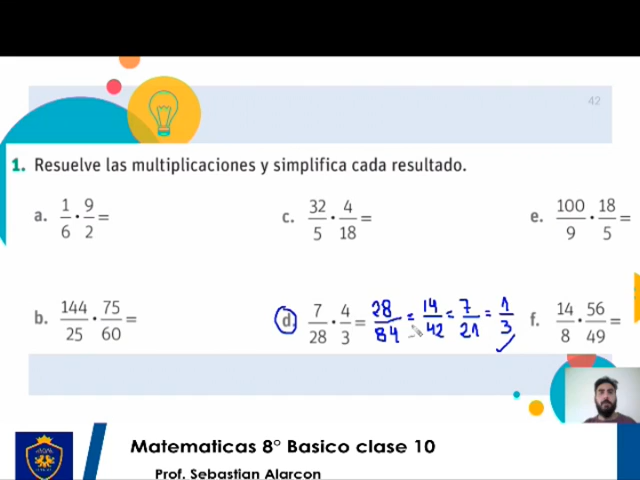 42
1. Resuelve las multiplicaciones y simplifica cada resultado.
a. 1/6 · 9/2 =
c. 32/5 · 4/18 =
e. 100/9 · 18/5 =
b. 144/25 · 75/60 =
d. 7/28 · 4/3 = 28/84 = 14/42 = 7/21 = 1/3
f. 14/8 · 56/49 =
Matematicas 8° Basico clase 10
Prof. Sebastian Alarcon